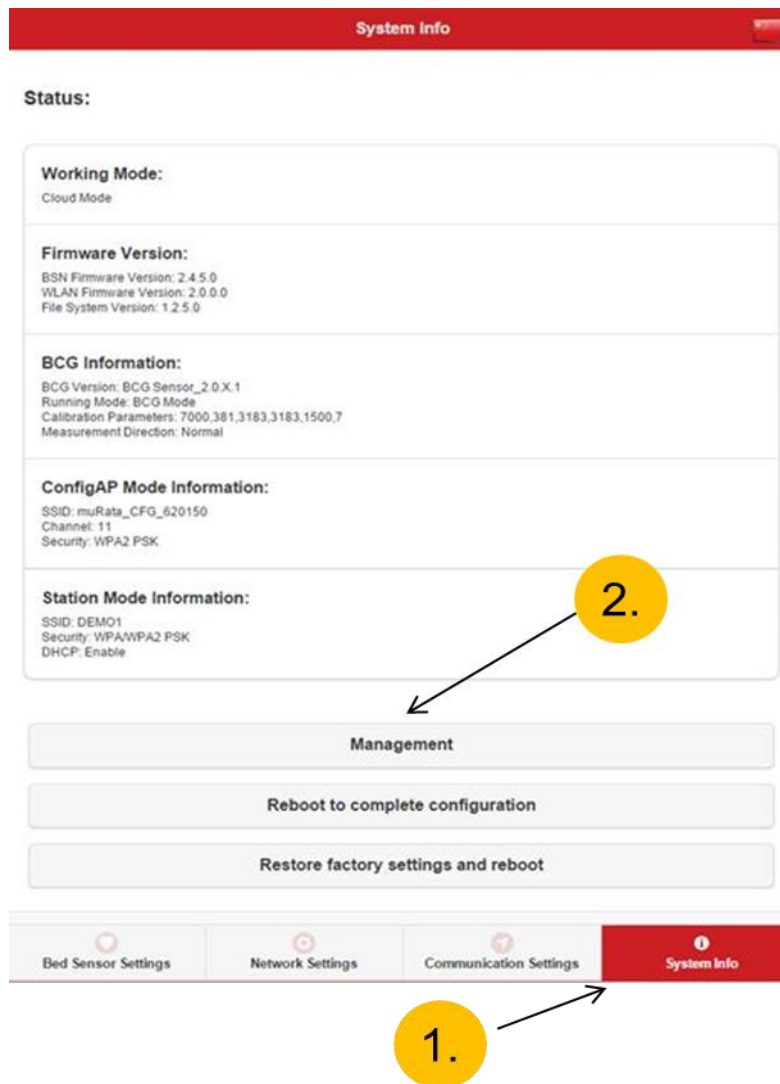 System Info
Status:
Working Mode:
Cloud Mode
Firmware Version:
BSN Firmware Version: 2.4.5.0
WLAN Firmware Version: 2.0.0.0
File System Version: 1.2.5.0
BCG Information:
BCG Version: BCG Sensor_2.0.X.1
Running Mode: BCG Mode
Calibration Parameters: 7000,381,3183,3183,1500,7
Measurement Direction: Normal
ConfigAP Mode Information:
SSID: muRata_CFG_620150
Channel: 11
Security: WPA2 PSK
Station Mode Information:
SSID: DEMO1
Security: WPA/WPA2 PSK
DHCP: Enable
2.
Management
Reboot to complete configuration
Restore factory settings and reboot
Bed Sensor Settings
Network Settings
Communication Settings
System Info
1.